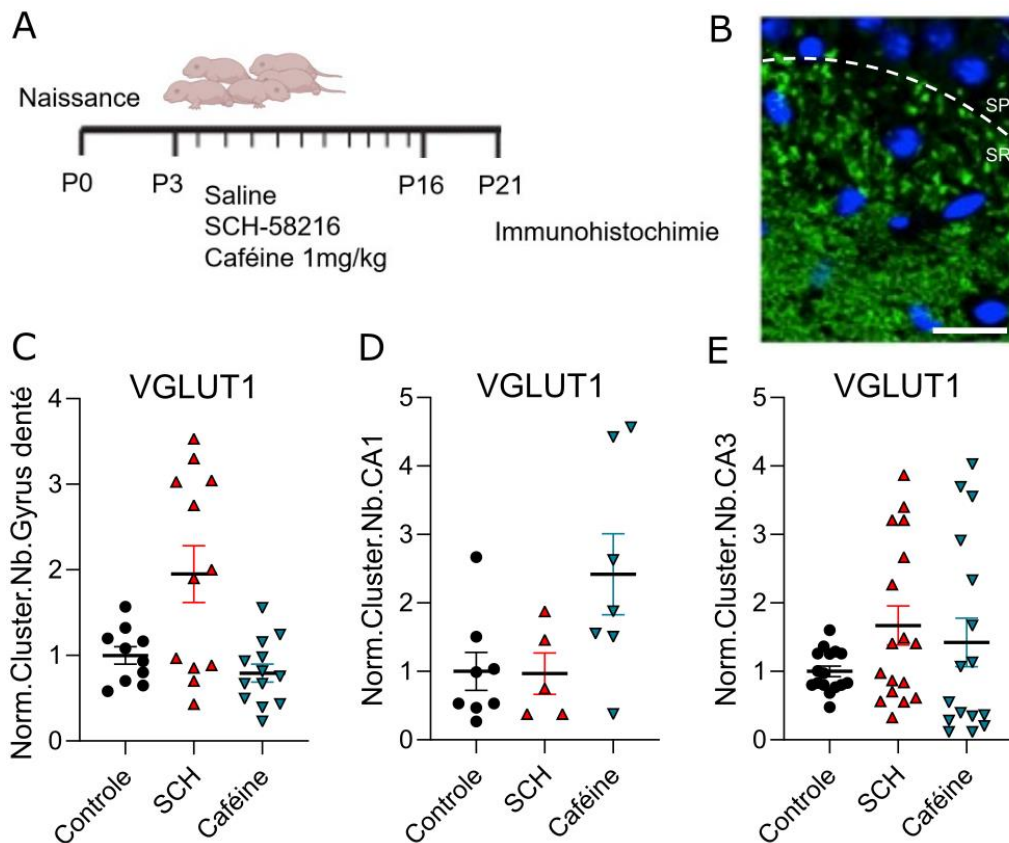 A
Naissance
P0
P3
P16
P21
Saline
SCH-58216
Caféine 1mg/kg
Immunohistochimie
B
SP
SR
C
VGLUT1
Norm.Cluster.Nb.Gyrus denté
4
3
2
1
0
Controle
SCH
Caféine
D
VGLUT1
Norm.Cluster.Nb.CA1
5
4
3
2
1
0
Controle
SCH
Caféine
E
VGLUT1
Norm.Cluster.Nb.CA3
5
4
3
2
1
0
Controle
SCH
Caféine